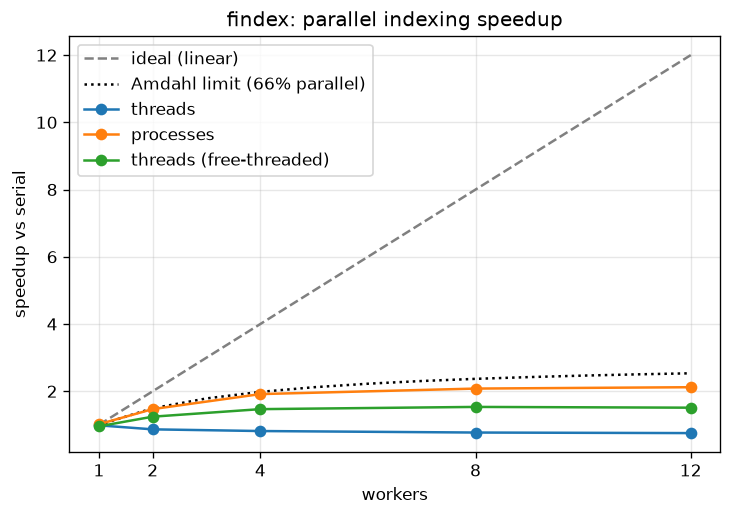 findex: parallel indexing speedup
ideal (linear)
Amdahl limit (66% parallel)
threads
processes
threads (free-threaded)
speedup vs serial
12
10
8
6
4
2
1 2 4 8 12
workers